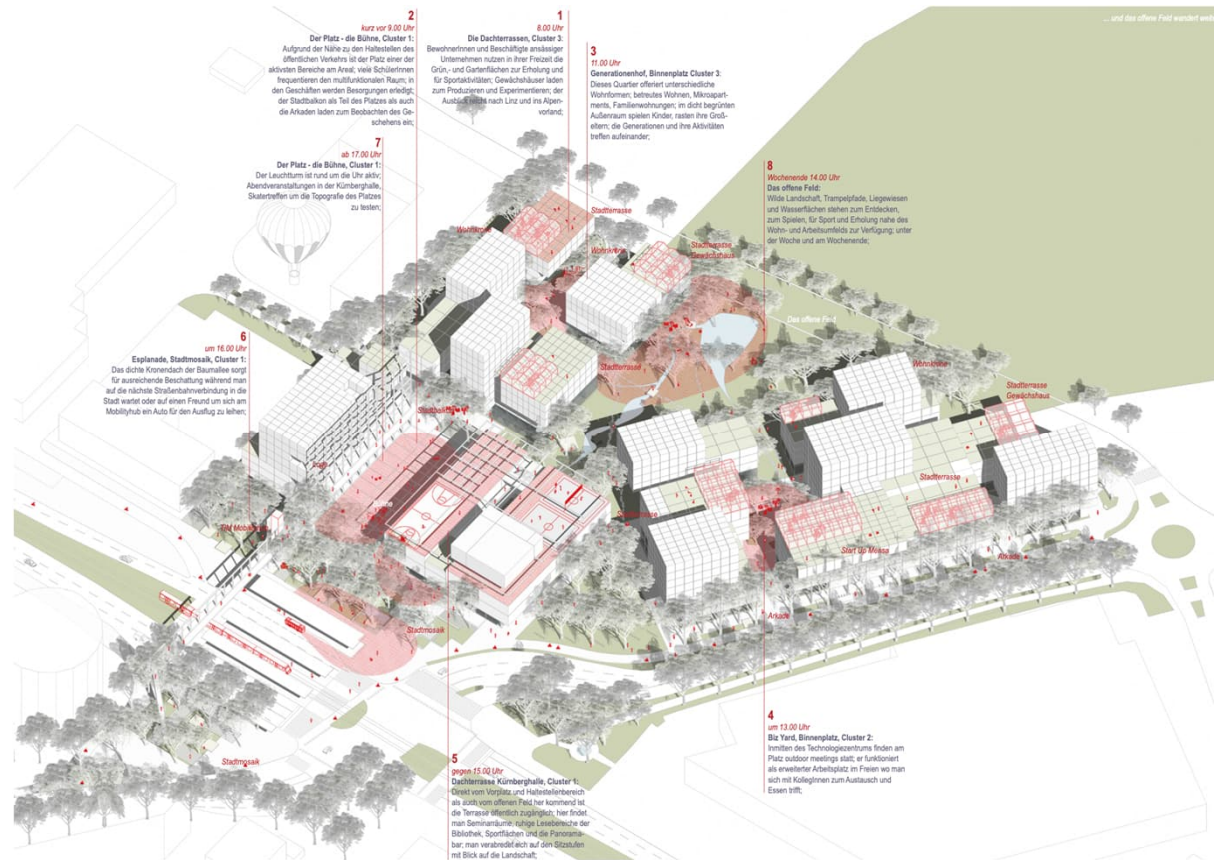 ... und das offene Feld wandert weit
2
kurz vor 9.00 Uhr
Der Platz - die Bühne, Cluster 1:
Aufgrund der Nähe zu den Haltestellen des
öffentlichen Verkehrs ist der Platz einer der
aktivsten Bereiche am Areal; viele SchülerInnen
frequentieren den multifunktionalen Raum; in
den Geschäften werden Besorgungen erledigt;
der Stadtbalkon als Teil des Platzes als auch
die Arkaden laden zum Beobachten des Ge-
schehens ein;
1
8.00 Uhr
Die Dachterrassen, Cluster 3:
BewohnerInnen und Beschäftigte ansässiger
Unternehmen nutzen in ihrer Freizeit die
Grün,- und Gartenflächen zur Erholung und
für Sportaktivitäten; Gewächshäuser laden
zum Produzieren und Experimentieren; der
Ausblick reicht nach Linz und ins Alpen-
vorland;
3
11.00 Uhr
Generationenhof, Binnenplatz Cluster 3:
Dieses Quartier offeriert unterschiedliche
Wohnformen; betreutes Wohnen, Mikroapart-
ments, Familienwohnungen; im dicht begrünten
Außenraum spielen Kinder, rasten ihre Groß-
eltern; die Generationen und ihre Aktivitäten
treffen aufeinander;
7
ab 17.00 Uhr
Der Platz - die Bühne, Cluster 1:
Der Leuchtturm ist rund um die Uhr aktiv;
Abendveranstaltungen in der Kürnberghalle,
Skatertreffen um die Topografie des Platzes
zu testen;
8
Wochenende 14.00 Uhr
Das offene Feld:
Wilde Landschaft, Trampelpfade, Liegewiesen
und Wasserflächen stehen zum Entdecken,
zum Spielen, für Sport und Erholung nahe des
Wohn- und Arbeitsumfelds zur Verfügung; unter
der Woche und am Wochenende;
6
um 16.00 Uhr
Esplanade, Stadtmosaik, Cluster 1:
Das dichte Kronendach der Baumallee sorgt
für ausreichende Beschattung während man
auf die nächste Straßenbahnverbindung in die
Stadt wartet oder auf einen Freund um sich am
Mobilityhub ein Auto für den Ausflug zu leihen;
Stadtterrasse
Wohnkrone
Wohnkrone
Stadtterrasse
Gewächshaus
Das offene Feld
Stadtterrasse
Wohnkrone
Stadtterrasse
Gewächshaus
Stadtbalkon
Stadtterrasse
Stadtterrasse
Start Up Mensa
Arkade
Arkade
Stadtmosaik
Stadtmosaik
4
um 13.00 Uhr
Biz Yard, Binnenplatz, Cluster 2:
Inmitten des Technologiezentrums finden am
Platz outdoor meetings statt; er funktioniert
als erweiterter Arbeitsplatz im Freien wo man
sich mit KollegInnen zum Austausch und
Essen trifft;
5
gegen 15.00 Uhr
Dachterrasse Kürnberghalle, Cluster 1:
Direkt vom Vorplatz und Haltestellenbereich
als auch vom offenen Feld her kommend ist
die Terrasse öffentlich zugänglich; hier findet
man Seminarräume, ruhige Lesebereiche der
Bibliothek, Sportflächen und die Panorama-
bar; man verabredet sich auf den Sitzstufen
mit Blick auf die Landschaft;